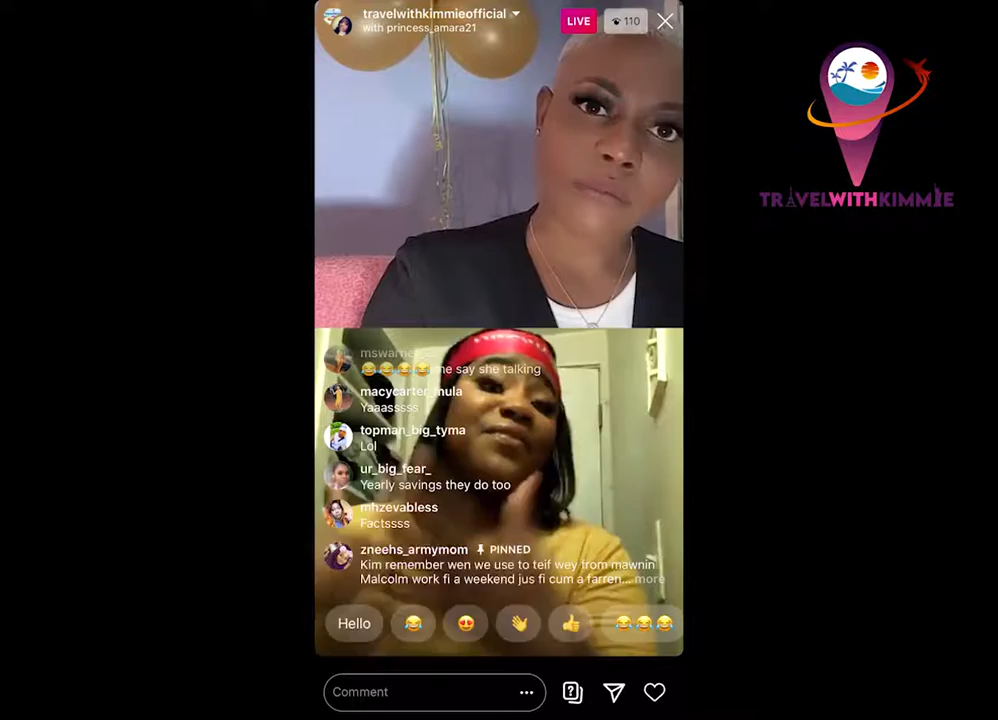 travelwithkimmieofficial
with princess_amara21
LIVE
110
TRAVELWITHKIMMIE
mswarne
😂😂😂😂me say she talking
macycarter_mula
Yaaasssss
topman_big_tyma
Lol
ur_big_fear_
Yearly savings they do too
mhzevabless
Factssss
zneehs_armymom PINNED
Kim remember wen we use to teif wey from mawnin
Malcolm work fi a weekend jus fi cum a farren... more
Hello 😂 😍 👋 👍 😂😂😂
Comment